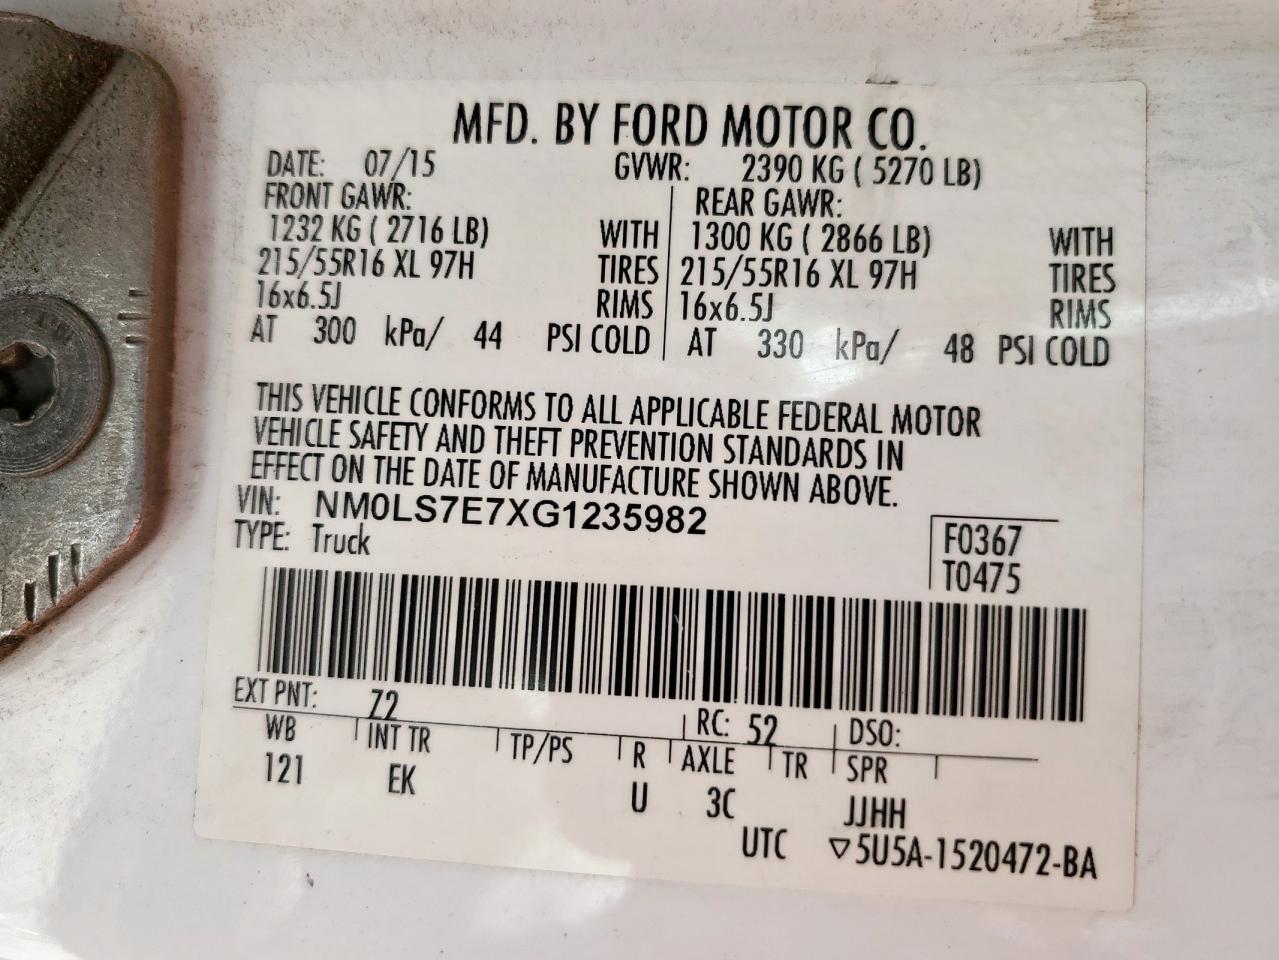 MFD. BY FORD MOTOR CO.
DATE: 07/15 GVWR: 2390 KG ( 5270 LB)
FRONT GAWR: REAR GAWR:
1232 KG ( 2716 LB) WITH 1300 KG ( 2866 LB) WITH
215/55R16 XL 97H TIRES 215/55R16 XL 97H TIRES
16x6.5J RIMS 16x6.5J RIMS
AT 300 kPa/ 44 PSI COLD AT 330 kPa/ 48 PSI COLD
THIS VEHICLE CONFORMS TO ALL APPLICABLE FEDERAL MOTOR
VEHICLE SAFETY AND THEFT PREVENTION STANDARDS IN
EFFECT ON THE DATE OF MANUFACTURE SHOWN ABOVE.
VIN: NM0LS7E7XG1235982
TYPE: Truck
F0367
T0475
EXT PNT: Z2 RC: 52 DSO:
WB INT TR TP/PS R AXLE TR SPR
121 EK U 3C JJHH
UTC ▽5U5A-1520472-BA